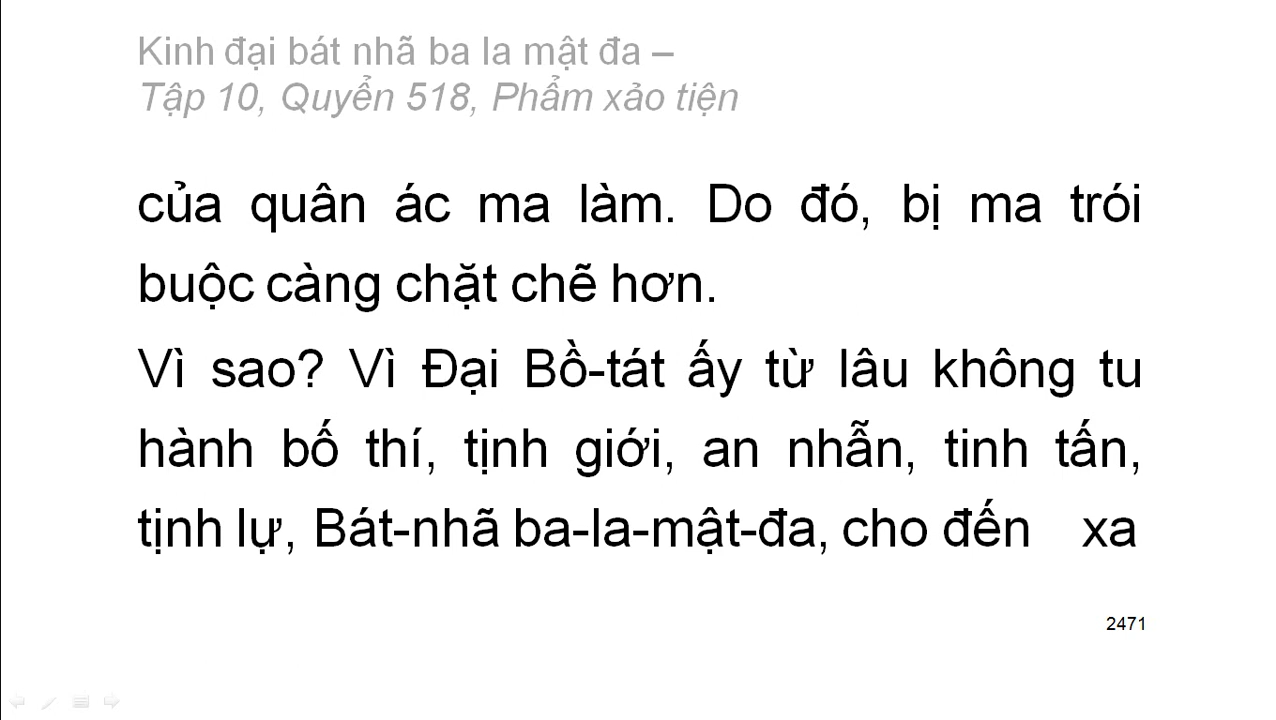 Kinh đại bát nhã ba la mật đa –
Tập 10, Quyển 518, Phẩm xảo tiện
của quân ác ma làm. Do đó, bị ma trói
buộc càng chặt chẽ hơn.
Vì sao? Vì Đại Bồ-tát ấy từ lâu không tu
hành bố thí, tịnh giới, an nhẫn, tinh tấn,
tịnh lự, Bát-nhã ba-la-mật-đa, cho đến xa
2471